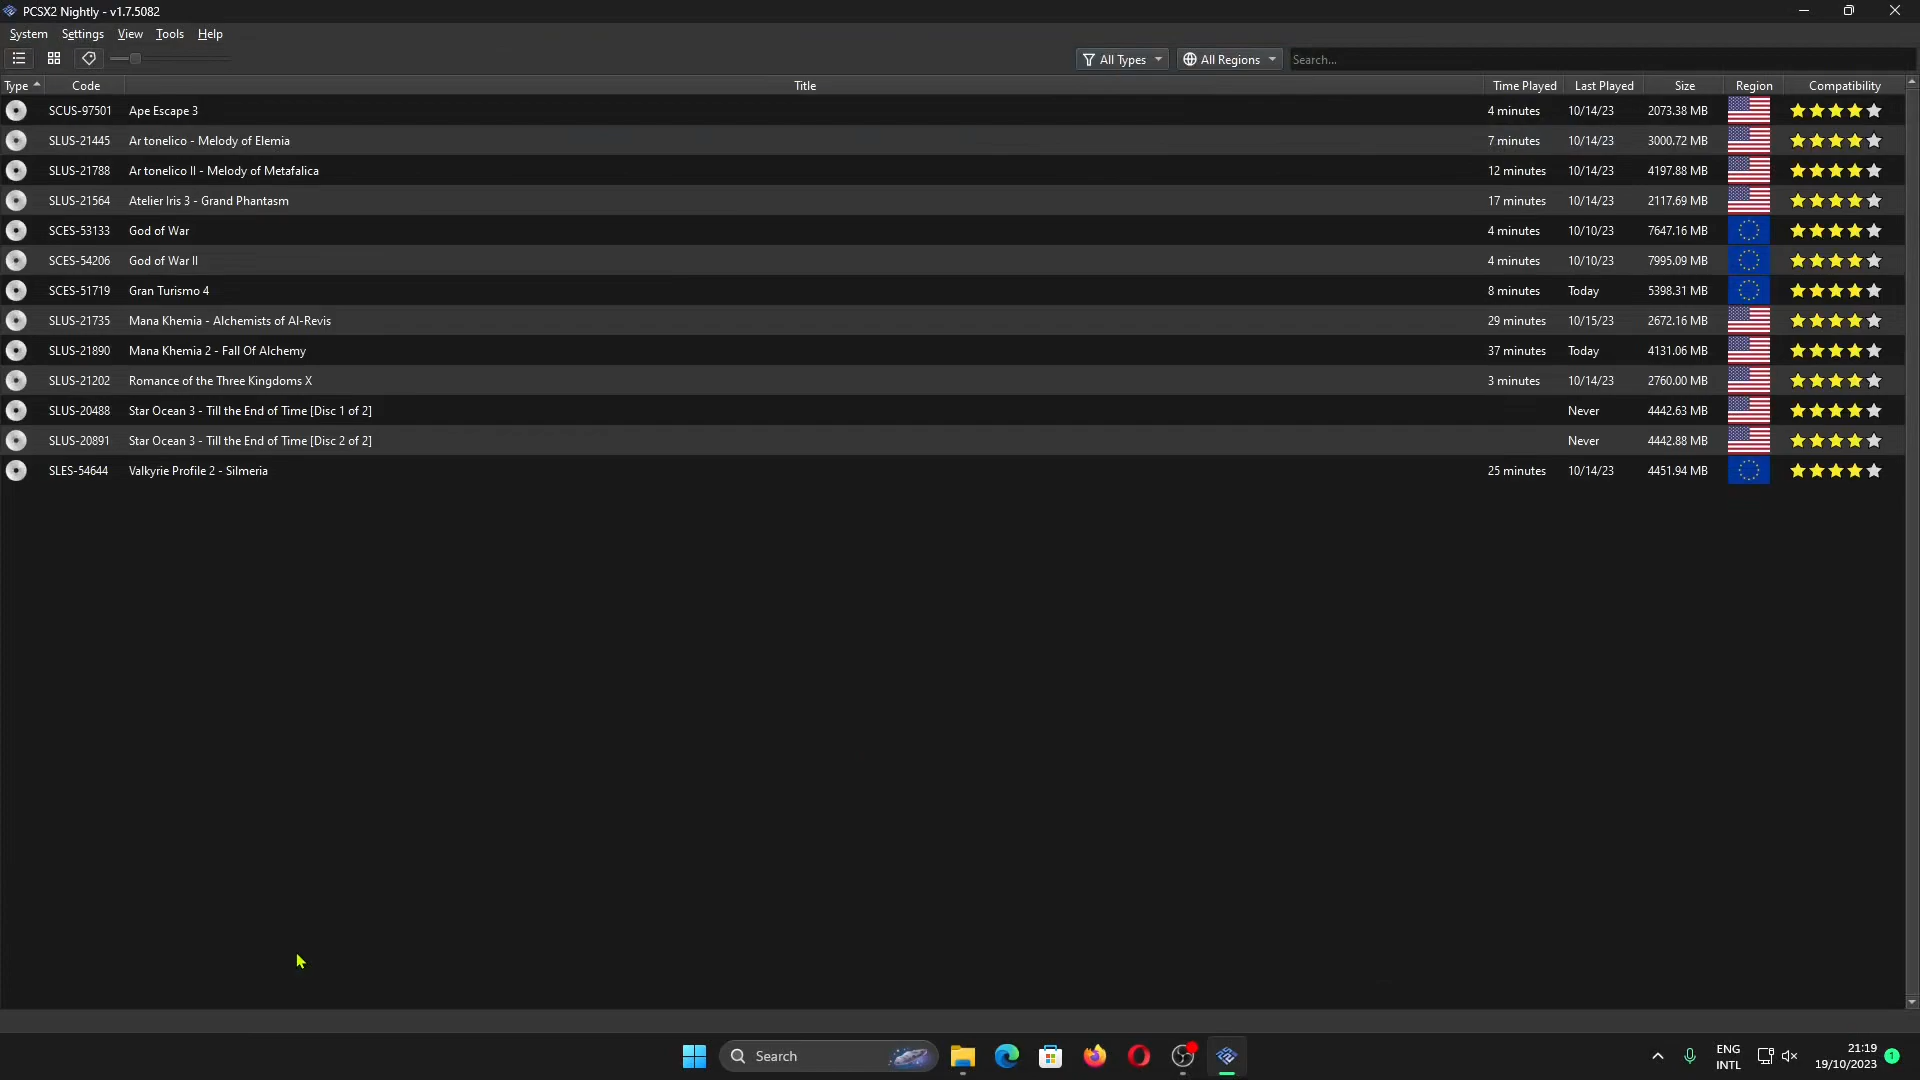 PCSX2 Nightly - v1.7.5082
System Settings View Tools Help
All Types All Regions Search...
Type Code Title Time Played Last Played Size Region Compatibility
SCUS-97501 Ape Escape 3 4 minutes 10/14/23 2073.38 MB
SLUS-21445 Ar tonelico - Melody of Elemia 7 minutes 10/14/23 3000.72 MB
SLUS-21788 Ar tonelico II - Melody of Metafalica 12 minutes 10/14/23 4197.88 MB
SLUS-21564 Atelier Iris 3 - Grand Phantasm 17 minutes 10/14/23 2117.69 MB
SCES-53133 God of War 4 minutes 10/10/23 7647.16 MB
SCES-54206 God of War II 4 minutes 10/10/23 7995.09 MB
SCES-51719 Gran Turismo 4 8 minutes Today 5398.31 MB
SLUS-21735 Mana Khemia - Alchemists of Al-Revis 29 minutes 10/15/23 2672.16 MB
SLUS-21890 Mana Khemia 2 - Fall Of Alchemy 37 minutes Today 4131.06 MB
SLUS-21202 Romance of the Three Kingdoms X 3 minutes 10/14/23 2760.00 MB
SLUS-20488 Star Ocean 3 - Till the End of Time [Disc 1 of 2] Never 4442.63 MB
SLUS-20891 Star Ocean 3 - Till the End of Time [Disc 2 of 2] Never 4442.88 MB
SLES-54644 Valkyrie Profile 2 - Silmeria 25 minutes 10/14/23 4451.94 MB
Search
ENG
INTL
21:19
19/10/2023
1